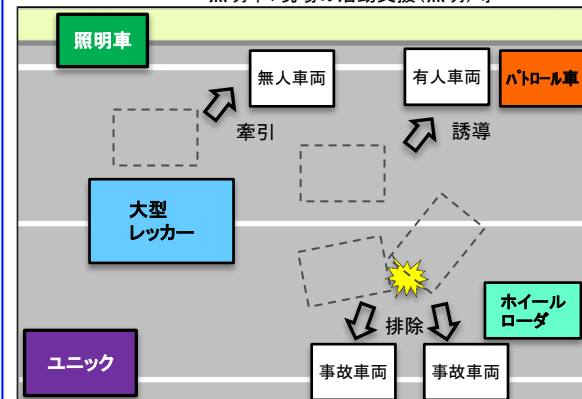 照明車
無人車両
有人車両
パトロール車
牽引
誘導
大型
レッカー
ホイール
ローダ
排除
ユニック
事故車両
事故車両